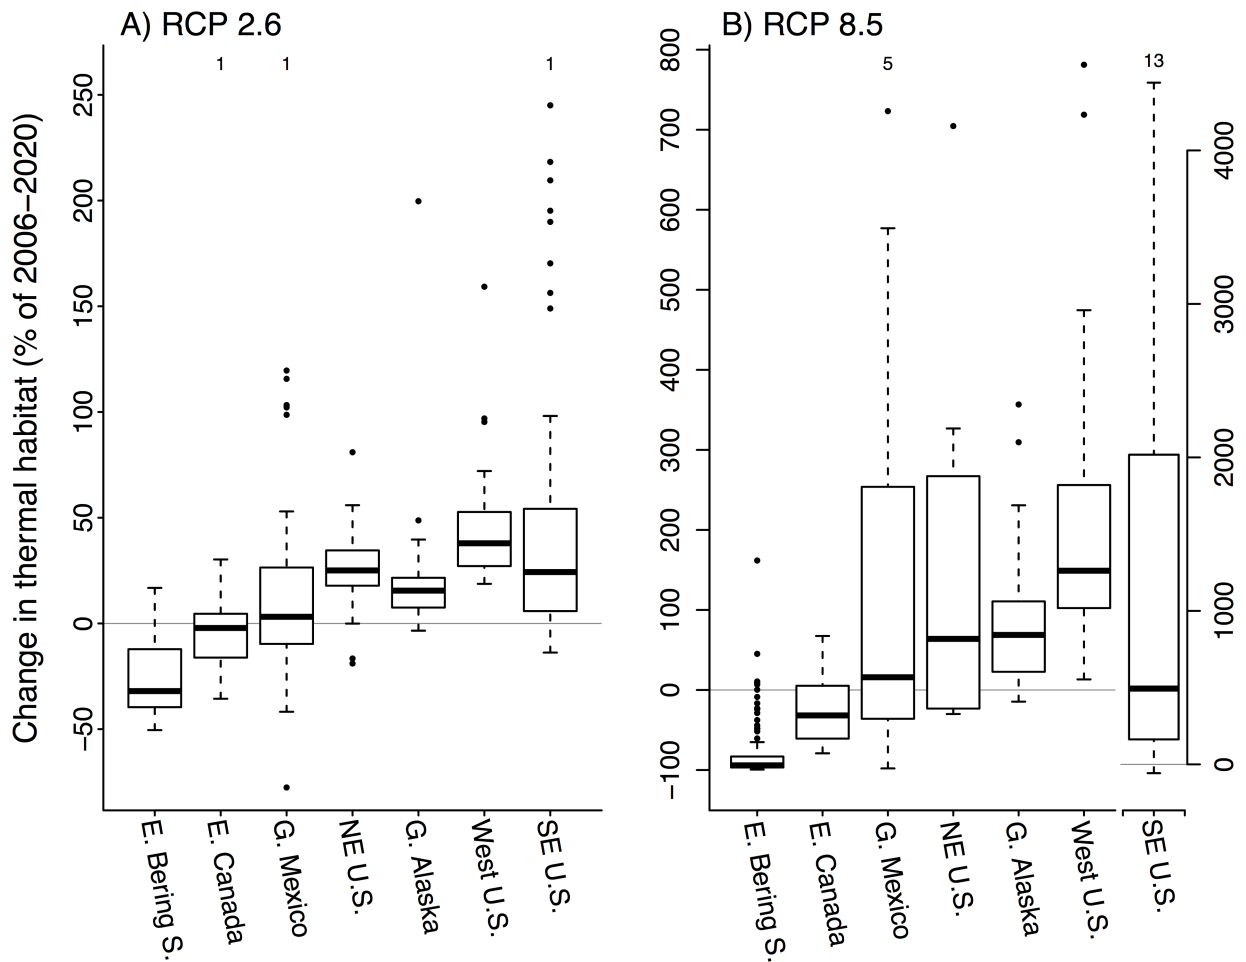 A) RCP 2.6
1 1 1
Change in thermal habitat (% of 2006−2020)
250
200
150
100
50
0
−50
E. Bering S.
E. Canada
G. Mexico
NE U.S.
G. Alaska
West U.S.
SE U.S.
B) RCP 8.5
5 13
800
700
600
500
400
300
200
100
0
−100
4000
3000
2000
1000
0
E. Bering S.
E. Canada
G. Mexico
NE U.S.
G. Alaska
West U.S.
SE U.S.